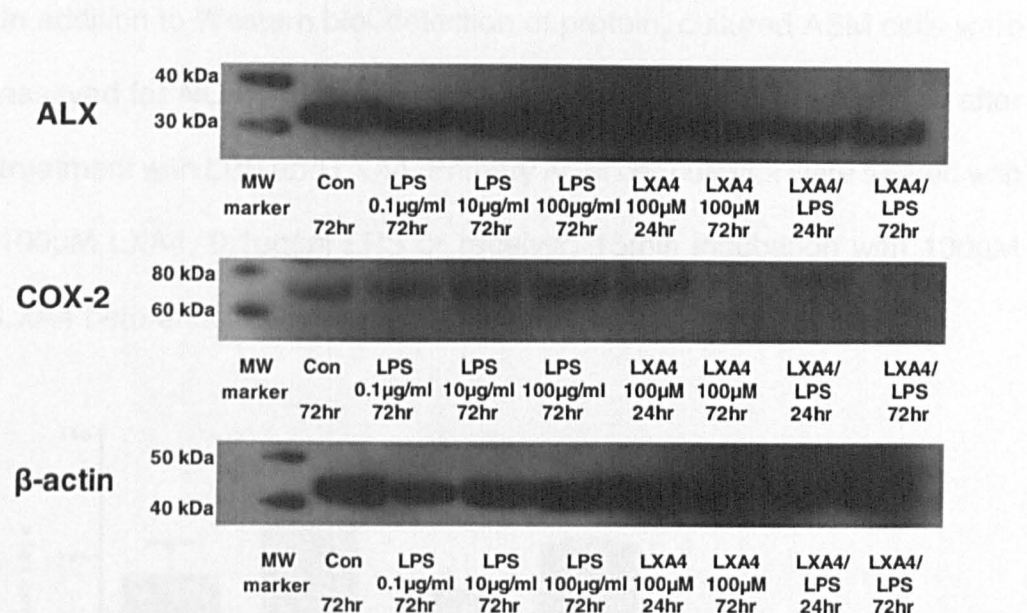 ALX
40 kDa
30 kDa
MW Con LPS LPS LPS LXA4 LXA4 LXA4/ LXA4/
marker 0.1µg/ml 10µg/ml 100µg/ml 100µM 100µM LPS LPS
72hr 72hr 72hr 72hr 24hr 72hr 24hr 72hr
COX-2
80 kDa
60 kDa
MW Con LPS LPS LPS LXA4 LXA4 LXA4/ LXA4/
marker 0.1µg/ml 10µg/ml 100µg/ml 100µM 100µM LPS LPS
72hr 72hr 72hr 72hr 24hr 72hr 24hr 72hr
β-actin
50 kDa
40 kDa
MW Con LPS LPS LPS LXA4 LXA4 LXA4/ LXA4/
marker 0.1µg/ml 10µg/ml 100µg/ml 100µM 100µM LPS LPS
72hr 72hr 72hr 72hr 24hr 72hr 24hr 72hr